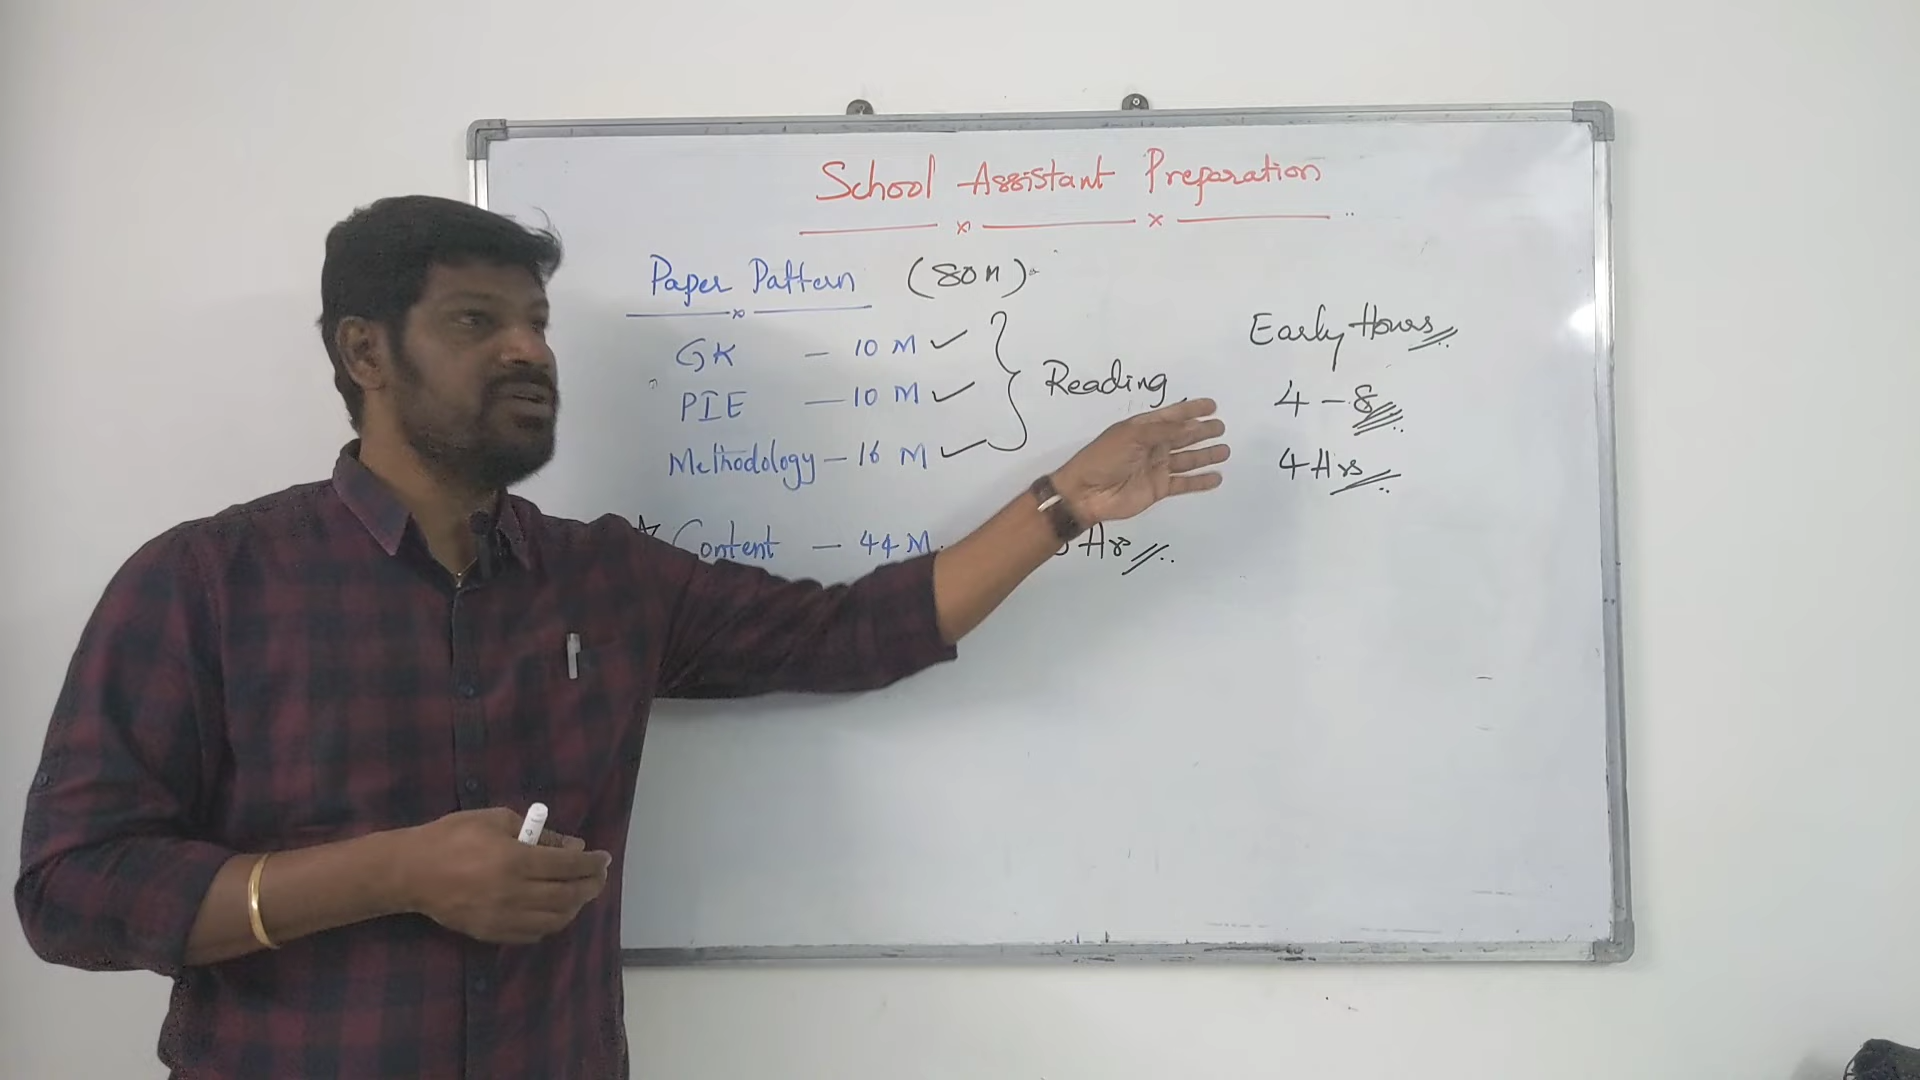 School Assistant Preparation
Paper Pattern (80M)
GK - 10 M
PIE - 10 M
Methodology - 16 M
Reading
Content - 44 M
Hrs
Early Hours
4 - 8
4 Hrs